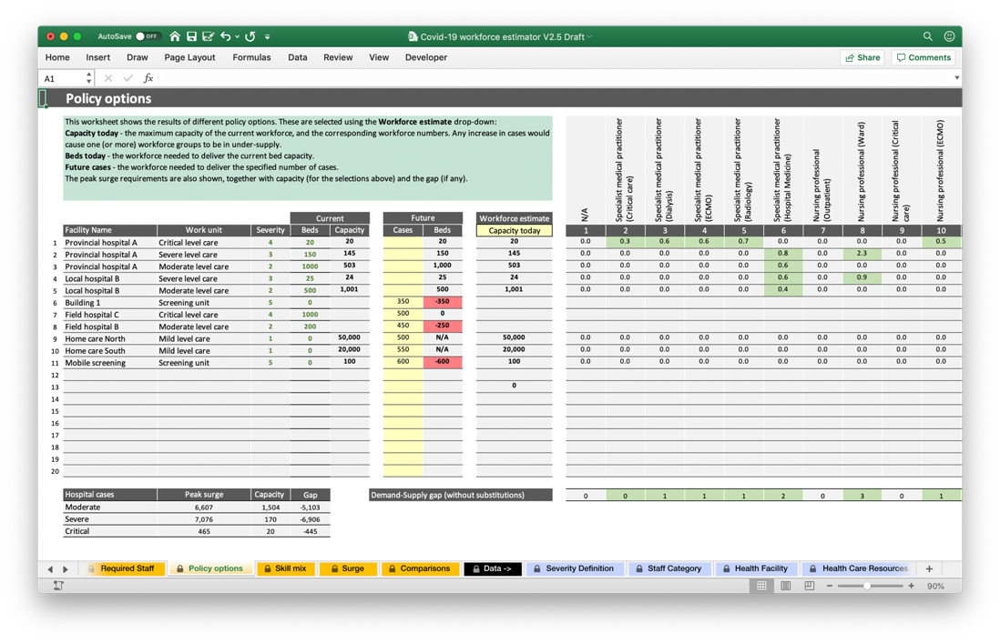 AutoSave OFF Covid-19 workforce estimator V2.5 Draft
Home Insert Draw Page Layout Formulas Data Review View Developer Share Comments
A1 fx
Policy options
This worksheet shows the results of different policy options. These are selected using the Workforce estimate drop-down:
Capacity today - the maximum capacity of the current workforce, and the corresponding workforce numbers. Any increase in cases would
cause one (or more) workforce groups to be in under-supply.
Beds today - the workforce needed to deliver the current bed capacity.
Future cases - the workforce needed to deliver the specified number of cases.
The peak surge requirements are also shown, together with capacity (for the selections above) and the gap (if any).
N/A
Specialist medical practitioner
(Critical care)
Specialist medical practitioner
(Dialysis)
Specialist medical practitioner
(ECMO)
Specialist medical practitioner
(Radiology)
Specialist medical practitioner
(Hospital Medicine)
Nursing professional
(Outpatient)
Nursing professional (Ward)
Nursing professional (Critical
care)
Nursing professional (ECMO)
Current Future Workforce estimate
Facility Name Work unit Severity Beds Capacity Cases Beds Capacity today 1 2 3 4 5 6 7 8 9 10
1 Provincial hospital A Critical level care 4 20 20 20 20 0.0 0.3 0.6 0.6 0.7 0.0 0.0 0.0 0.0 0.5
2 Provincial hospital A Severe level care 3 150 145 150 145 0.0 0.0 0.0 0.0 0.0 0.8 0.0 2.3 0.0 0.0
3 Provincial hospital A Moderate level care 2 1000 503 1,000 503 0.0 0.0 0.0 0.0 0.0 0.6 0.0 0.0 0.0 0.0
4 Local hospital B Severe level care 3 25 24 25 24 0.0 0.0 0.0 0.0 0.0 0.6 0.0 0.9 0.0 0.0
5 Local hospital B Moderate level care 2 500 1,001 500 1,001 0.0 0.0 0.0 0.0 0.0 0.4 0.0 0.0 0.0 0.0
6 Building 1 Screening unit 5 0 350 -350
7 Field hospital C Critical level care 4 1000 500 0
8 Field hospital B Moderate level care 2 200 450 -250
9 Home care North Mild level care 1 0 50,000 500 N/A 50,000 0.0 0.0 0.0 0.0 0.0 0.0 0.0 0.0 0.0 0.0
10 Home care South Mild level care 1 0 20,000 550 N/A 20,000 0.0 0.0 0.0 0.0 0.0 0.0 0.0 0.0 0.0 0.0
11 Mobile screening Screening unit 5 0 100 600 -600 100 0.0 0.0 0.0 0.0 0.0 0.0 0.0 0.0 0.0 0.0
12
13 0
14
15
16
17
18
19
20
Hospital cases Peak surge Capacity Gap Demand-Supply gap (without substitutions) 0 0 1 1 1 2 0 3 0 1
Moderate 6,607 1,504 -5,103
Severe 7,076 170 -6,906
Critical 465 20 -445
Required Staff Policy options Skill mix Surge Comparisons Data -> Severity Definition Staff Category Health Facility Health Care Resources +
- + 90%